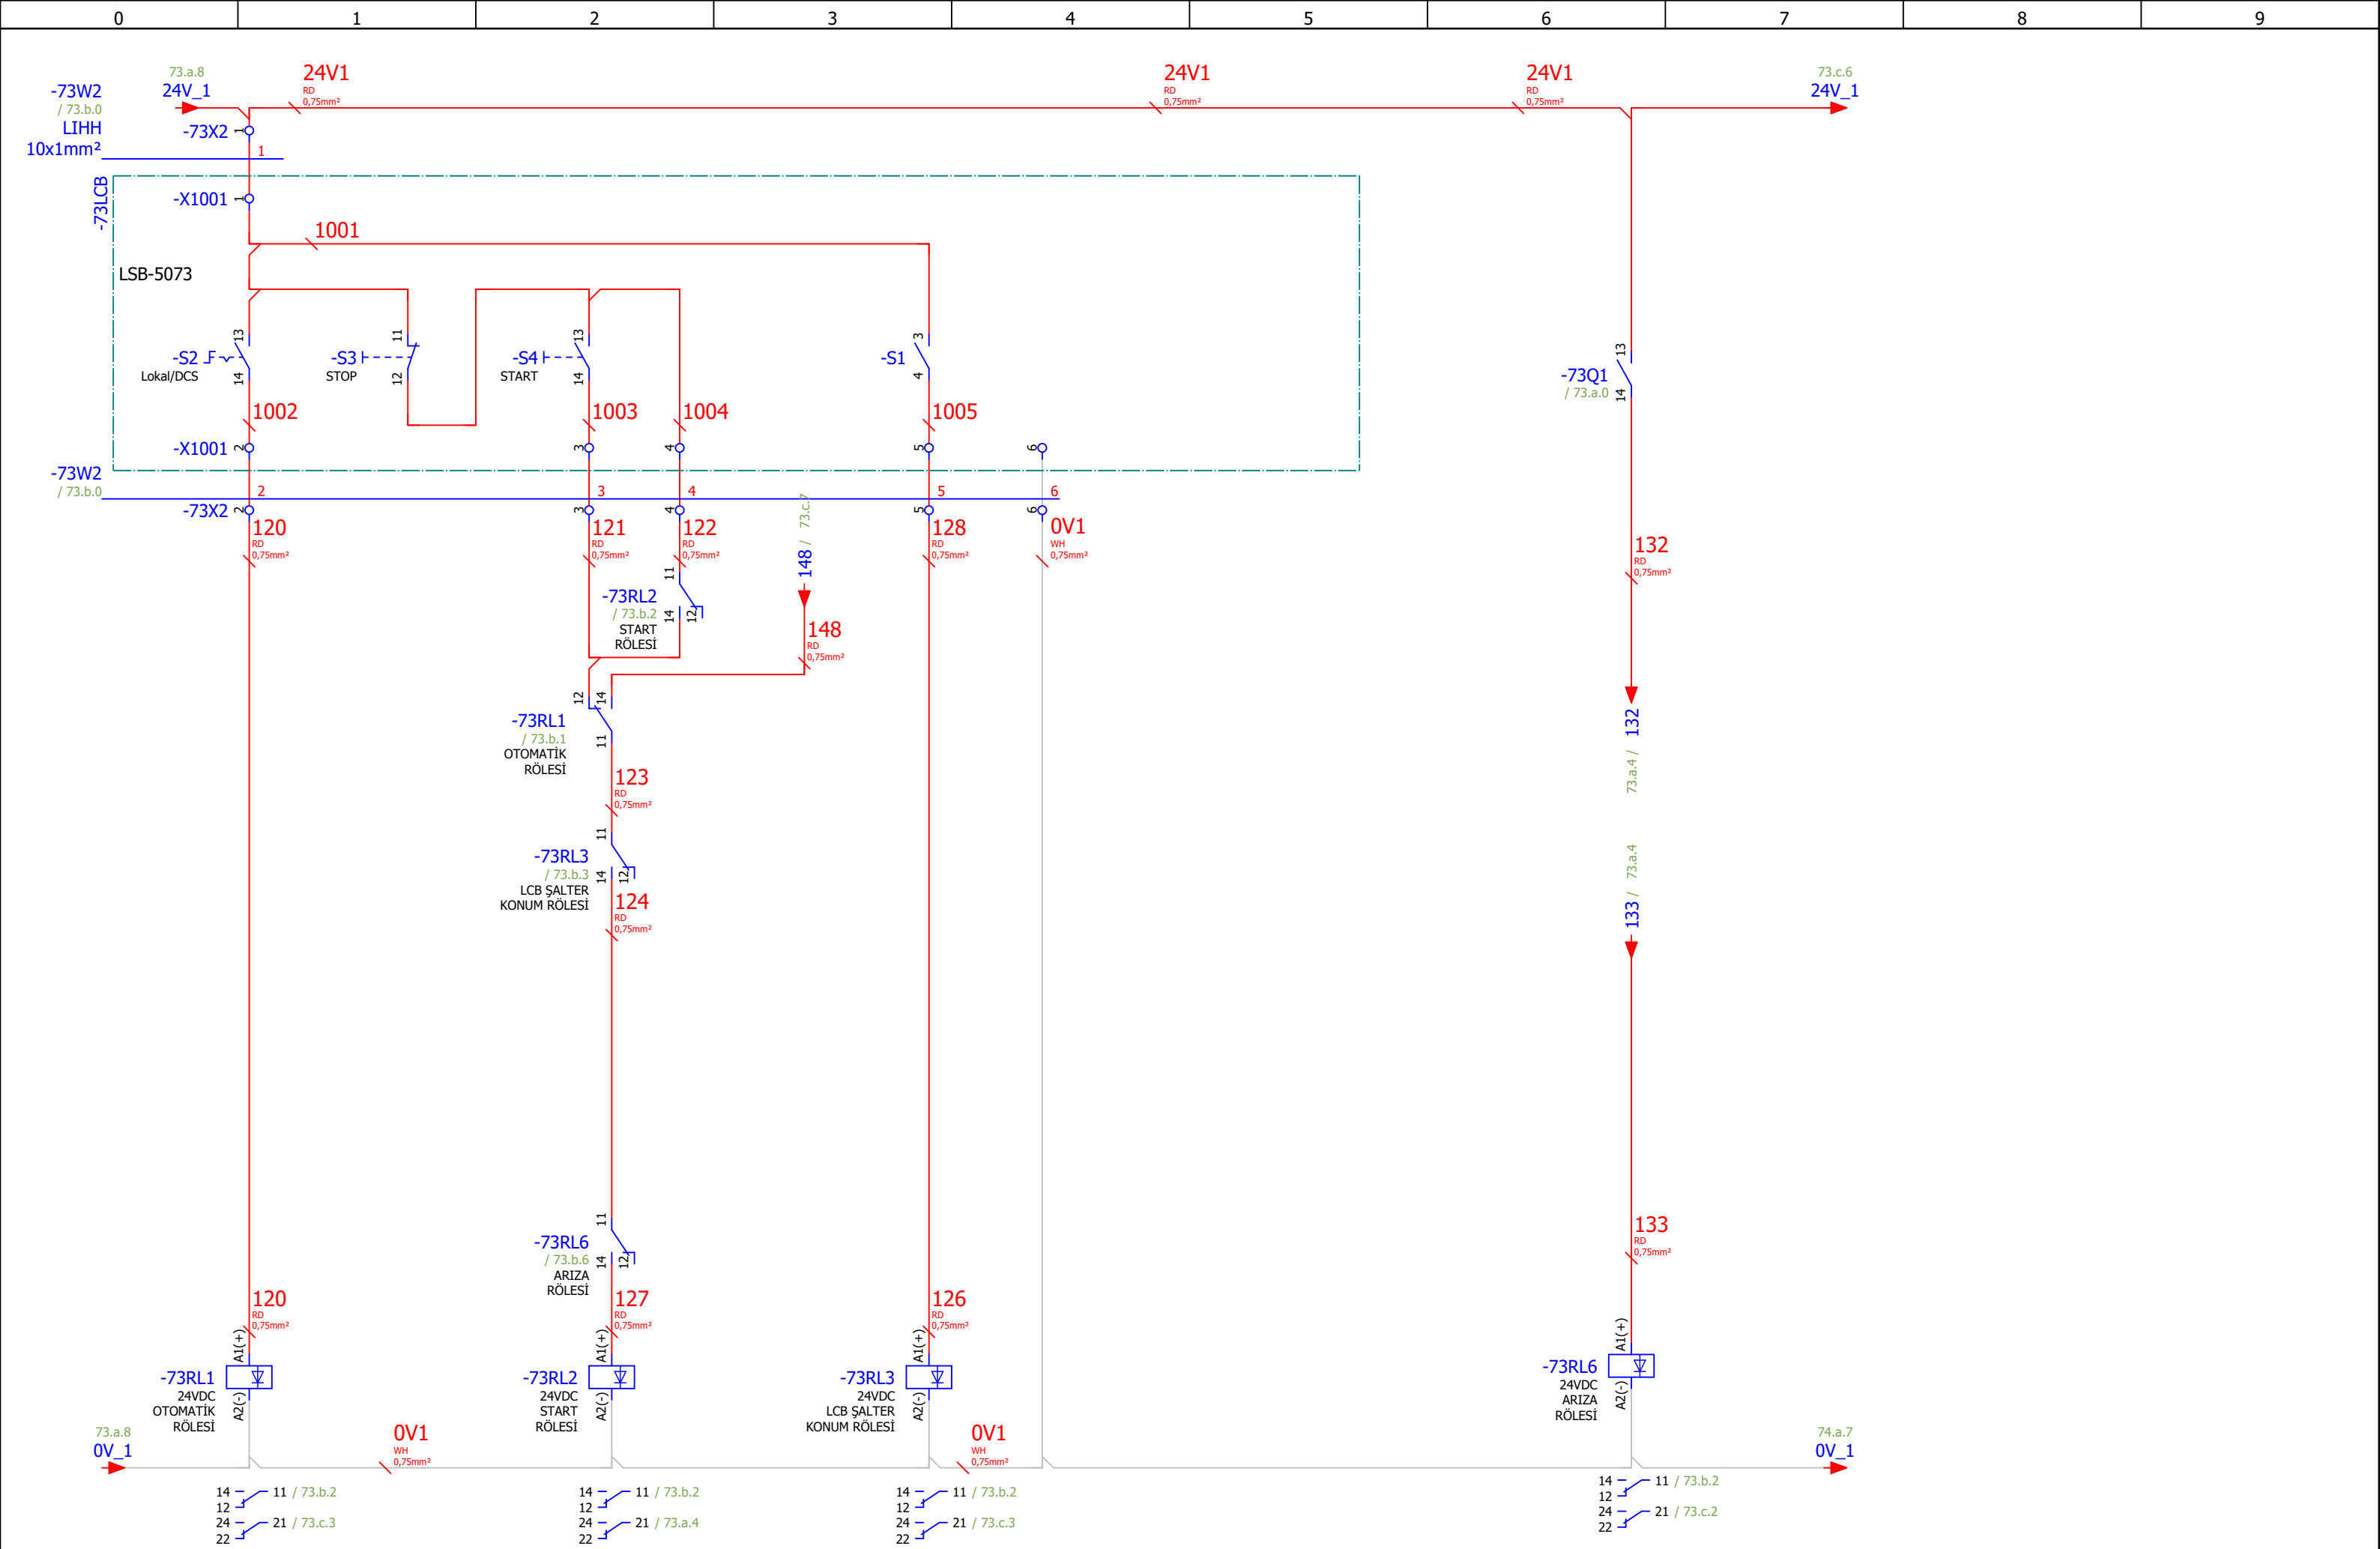 0 1 2 3 4 5 6 7 8 9
73.a.8
24V_1
24V1
RD
0,75mm²
24V1
RD
0,75mm²
24V1
RD
0,75mm²
73.c.6
24V_1
-73W2
/ 73.b.0
LIHH
10x1mm²
-73X2 1
1
-73LCB
-X1001 1
1001
LSB-5073
-S2
Lokal/DCS
13
14
-S3
STOP
11
12
-S4
START
13
14
-S1
3
4
-73Q1
/ 73.a.0
13
14
1002
1003
1004
1005
-X1001 2 3 4 5 6
-73W2
/ 73.b.0
2 3 4 5 6
-73X2 2 3 4 5 6
120
RD
0,75mm²
121
RD
0,75mm²
122
RD
0,75mm²
148 / 73.c.7
128
RD
0,75mm²
0V1
WH
0,75mm²
132
RD
0,75mm²
-73RL2
/ 73.b.2
START
RÖLESİ
11
14 12
148
RD
0,75mm²
12 14
-73RL1
/ 73.b.1
OTOMATİK
RÖLESİ
11
73.a.4 / 132
123
RD
0,75mm²
11
-73RL3
/ 73.b.3
LCB ŞALTER
KONUM RÖLESİ
14 12
124
RD
0,75mm²
133 / 73.a.4
11
-73RL6
/ 73.b.6
ARIZA
RÖLESİ
14 12
133
RD
0,75mm²
120
RD
0,75mm²
127
RD
0,75mm²
126
RD
0,75mm²
-73RL1
24VDC
OTOMATİK
RÖLESİ
A1(+)
A2(-)
-73RL2
24VDC
START
RÖLESİ
A1(+)
A2(-)
-73RL3
24VDC
LCB ŞALTER
KONUM RÖLESİ
A1(+)
A2(-)
-73RL6
24VDC
ARIZA
RÖLESİ
A1(+)
A2(-)
73.a.8
0V_1
0V1
WH
0,75mm²
0V1
WH
0,75mm²
74.a.7
0V_1
14 11 / 73.b.2
12
24 21 / 73.c.3
22
14 11 / 73.b.2
12
24 21 / 73.a.4
22
14 11 / 73.b.2
12
24 21 / 73.c.3
22
14 11 / 73.b.2
12
24 21 / 73.c.2
22